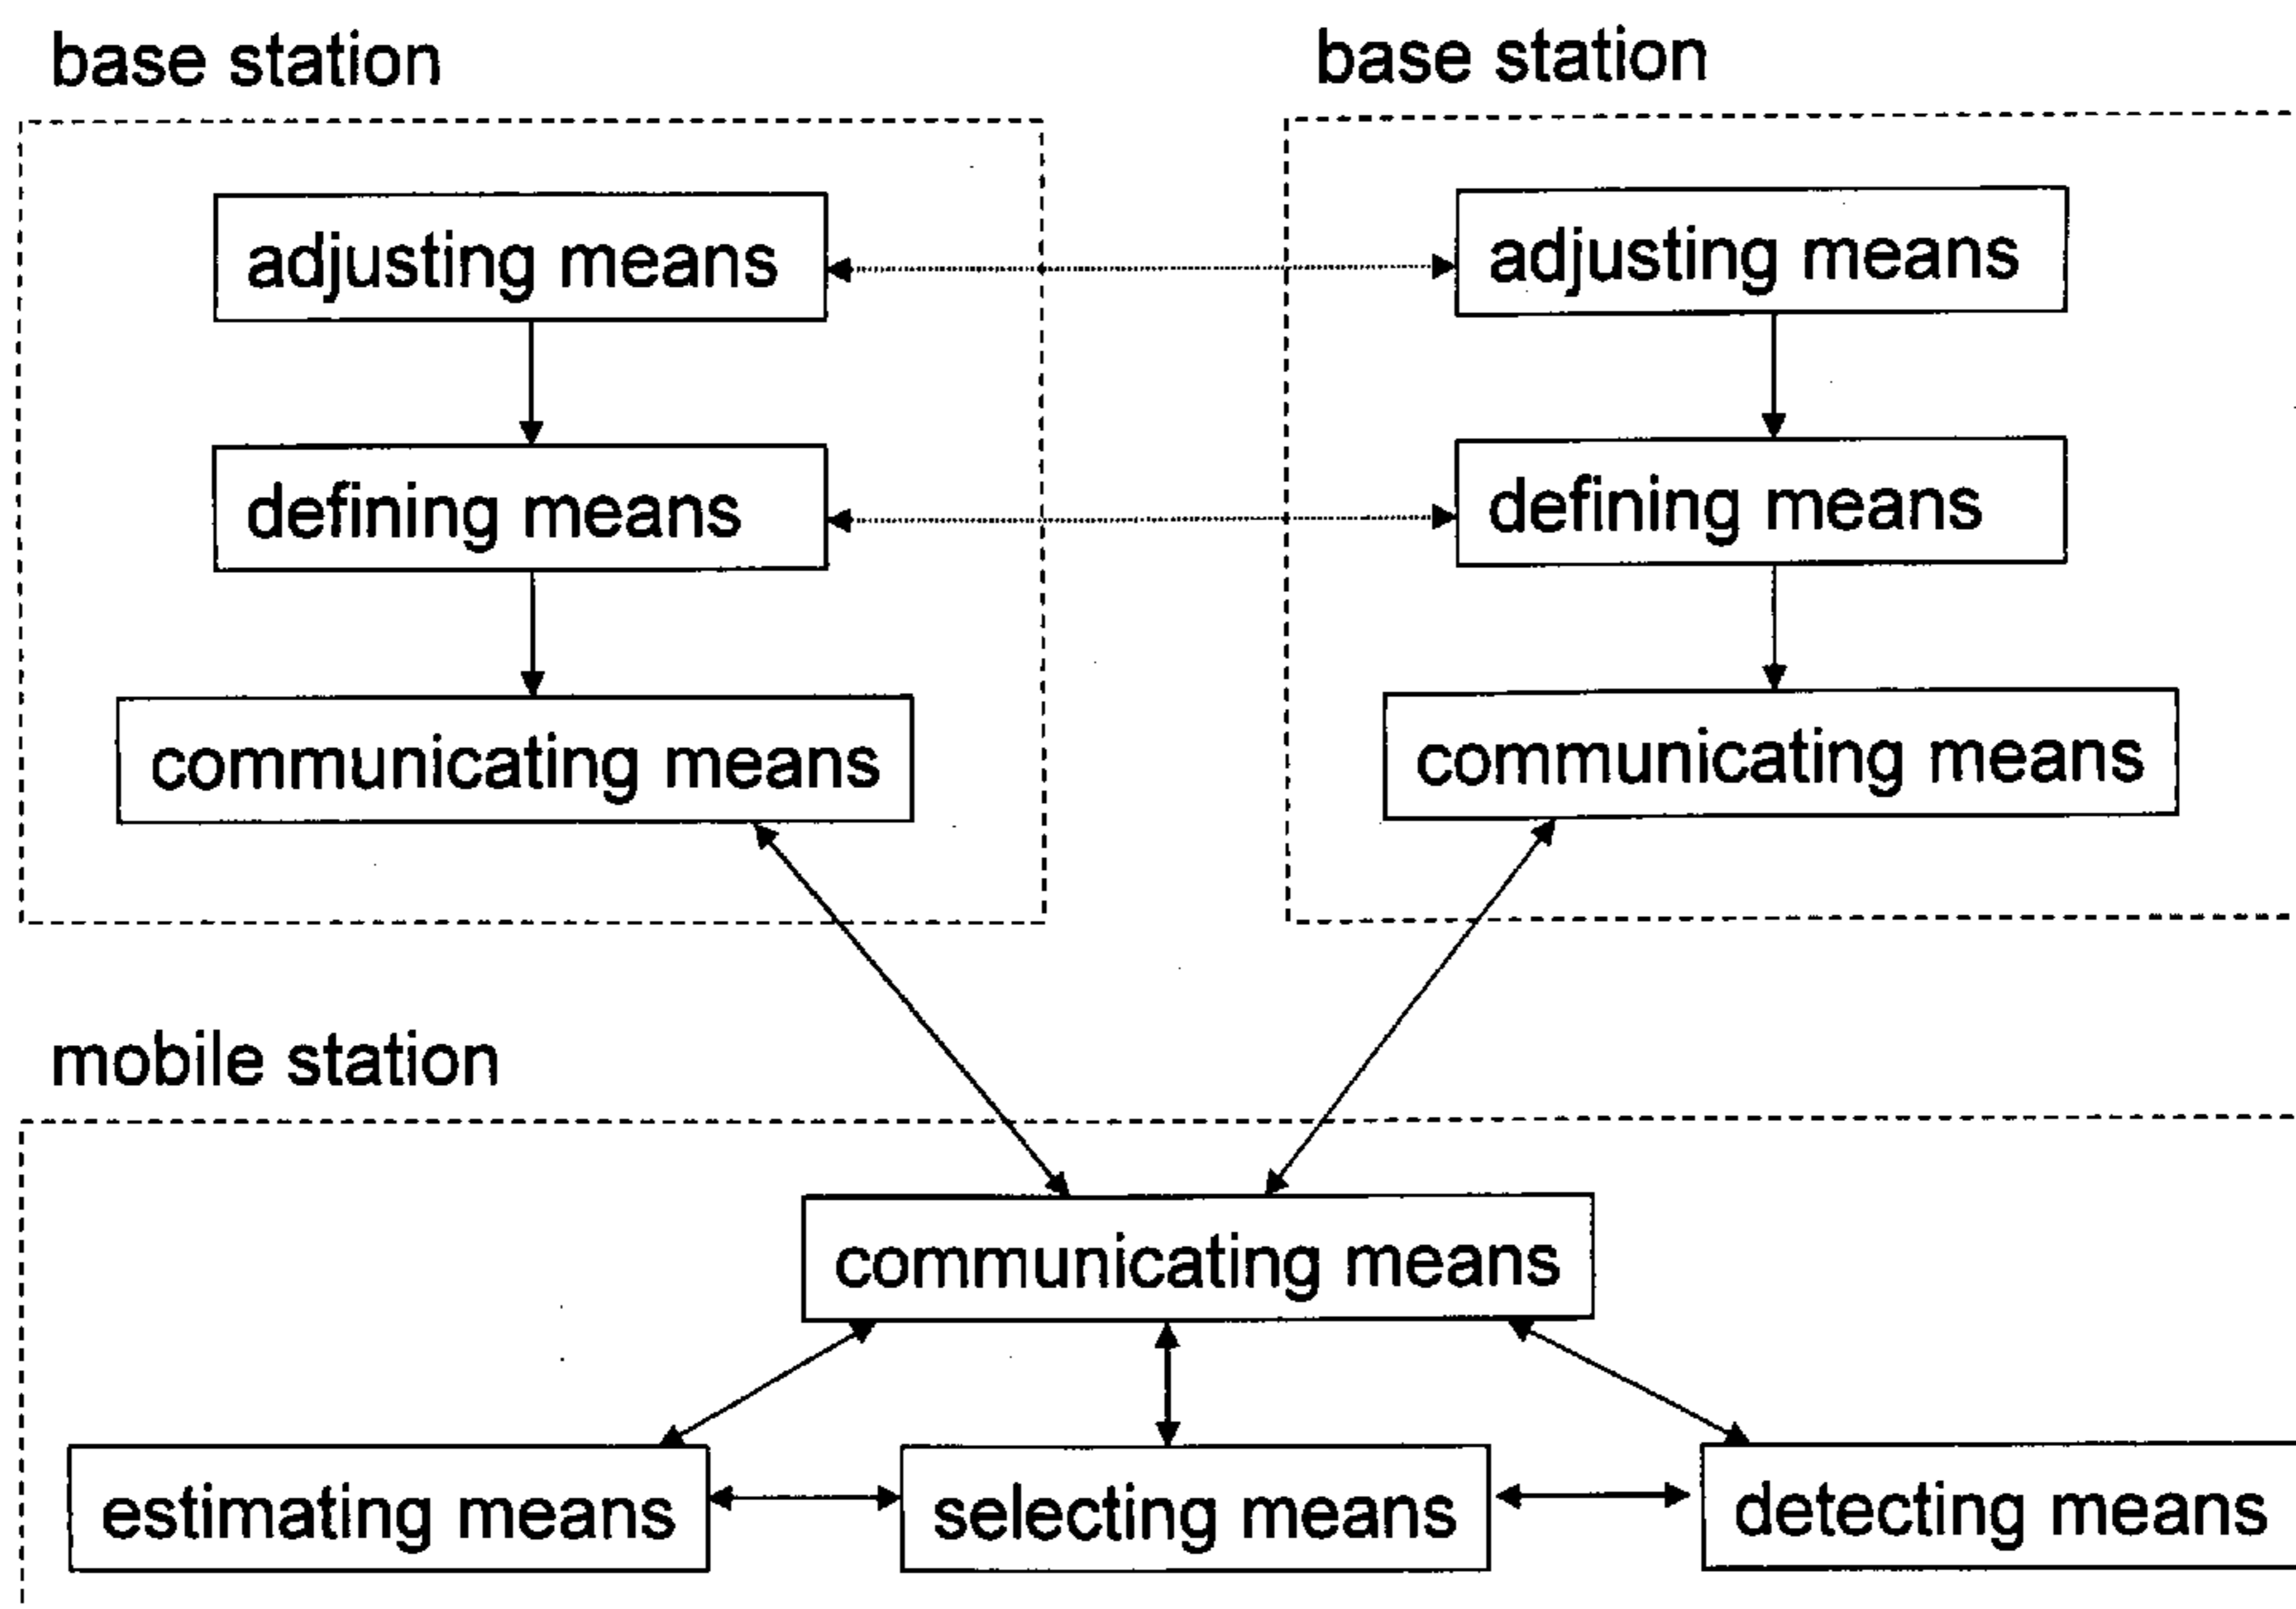 base station
base station
adjusting means
adjusting means
defining means
defining means
communicating means
communicating means
mobile station
communicating means
estimating means
selecting means
detecting means